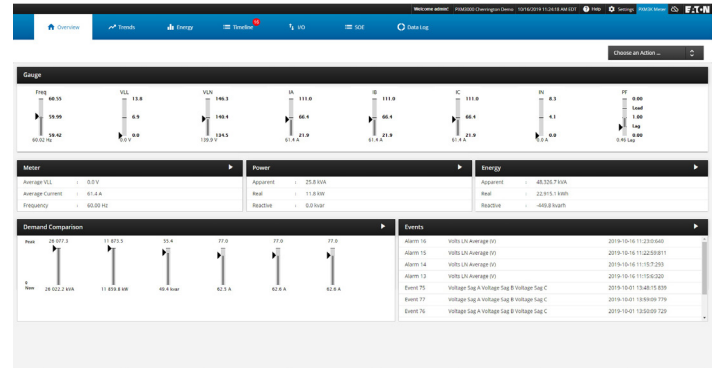 Welcome admin! PXM3000 Cherrington Demo 10/16/2019 11:24:18 AM EDT Help Settings PXM3K Meter EATON
Overview Trends Energy Timeline I/O SOE Data Log
Choose an Action ...
Gauge
Freq VLL VLN IA IB IC IN PF
60.55 13.8 146.3 111.0 111.0 111.0 8.3 0.00
Lead
59.99 6.9 140.4 66.4 66.4 66.4 4.1 1.00
Lag
59.42 0.0 134.5 21.9 21.9 21.9 0.0 0.00
60.02 Hz 0.0 V 139.9 V 61.4 A 61.4 A 61.4 A 0.0 A 0.46 Lag
Meter Power Energy
Average VLL : 0.0 V Apparent : 25.8 kVA Apparent : 48,326.7 kVA
Average Current : 61.4 A Real : 11.8 kW Real : 22,915.1 kWh
Frequency : 60.00 Hz Reactive : 0.0 kvar Reactive : -449.8 kvarh
Demand Comparison Events
Peak 26 077.3 11 875.5 53.4 77.0 77.0 77.0
Now 26 022.2 kVA 11 858.8 kW 49.4 kvar 62.5 A 62.6 A 62.6 A
Alarm 16 Volts LN Average (V) 2019-10-16 11:23:0:640
Alarm 15 Volts LN Average (V) 2019-10-16 11:22:59:811
Alarm 14 Volts LN Average (V) 2019-10-16 11:15:7:293
Alarm 13 Volts LN Average (V) 2019-10-16 11:15:6:320
Event 75 Voltage Sag A Voltage Sag B Voltage Sag C 2019-10-01 13:48:15 839
Event 77 Voltage Sag A Voltage Sag B Voltage Sag C 2019-10-01 13:59:09 779
Event 76 Voltage Sag A Voltage Sag B Voltage Sag C 2019-10-01 13:50:09 729